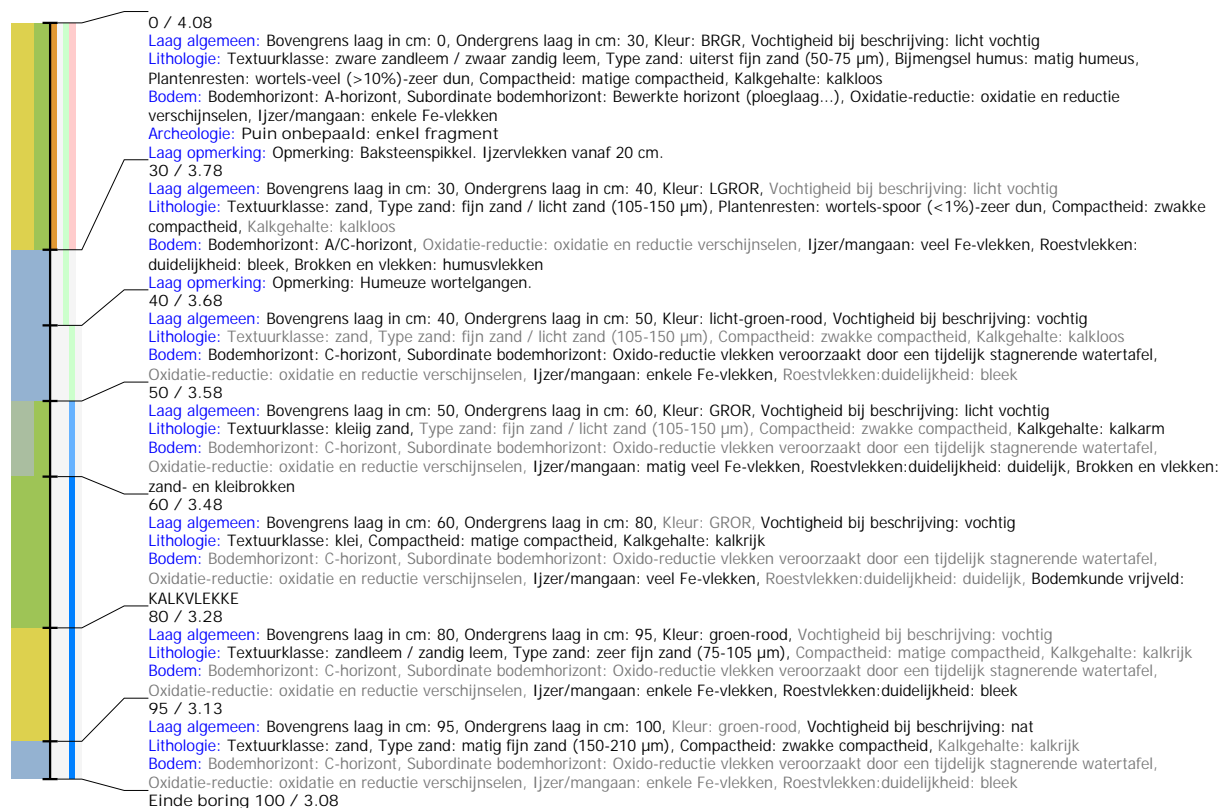 0 / 4.08
Laag algemeen: Bovengrens laag in cm: 0, Ondergrens laag in cm: 30, Kleur: BRGR, Vochtigheid bij beschrijving: licht vochtig
Lithologie: Textuurklasse: zware zandleem / zwaar zandig leem, Type zand: uiterst fijn zand (50-75 µm), Bijmengsel humus: matig humeus,
Plantenresten: wortels-veel (>10%)-zeer dun, Compactheid: matige compactheid, Kalkgehalte: kalkloos
Bodem: Bodemhorizont: A-horizont, Subordinate bodemhorizont: Bewerkte horizont (ploeglaag...), Oxidatie-reductie: oxidatie en reductie
verschijnselen, Ijzer/mangaan: enkele Fe-vlekken
Archeologie: Puin onbepaald: enkel fragment
Laag opmerking: Opmerking: Baksteenspikkel. Ijzervlekken vanaf 20 cm.
30 / 3.78
Laag algemeen: Bovengrens laag in cm: 30, Ondergrens laag in cm: 40, Kleur: LGROR, Vochtigheid bij beschrijving: licht vochtig
Lithologie: Textuurklasse: zand, Type zand: fijn zand / licht zand (105-150 µm), Plantenresten: wortels-spoor (<1%)-zeer dun, Compactheid: zwakke
compactheid, Kalkgehalte: kalkloos
Bodem: Bodemhorizont: A/C-horizont, Oxidatie-reductie: oxidatie en reductie verschijnselen, Ijzer/mangaan: veel Fe-vlekken, Roestvlekken:
duidelijkheid: bleek, Brokken en vlekken: humusvlekken
Laag opmerking: Opmerking: Humeuze wortelgangen.
40 / 3.68
Laag algemeen: Bovengrens laag in cm: 40, Ondergrens laag in cm: 50, Kleur: licht-groen-rood, Vochtigheid bij beschrijving: vochtig
Lithologie: Textuurklasse: zand, Type zand: fijn zand / licht zand (105-150 µm), Compactheid: zwakke compactheid, Kalkgehalte: kalkloos
Bodem: Bodemhorizont: C-horizont, Subordinate bodemhorizont: Oxido-reductie vlekken veroorzaakt door een tijdelijk stagnerende watertafel,
Oxidatie-reductie: oxidatie en reductie verschijnselen, Ijzer/mangaan: enkele Fe-vlekken, Roestvlekken:duidelijkheid: bleek
50 / 3.58
Laag algemeen: Bovengrens laag in cm: 50, Ondergrens laag in cm: 60, Kleur: GROR, Vochtigheid bij beschrijving: licht vochtig
Lithologie: Textuurklasse: kleiig zand, Type zand: fijn zand / licht zand (105-150 µm), Compactheid: zwakke compactheid, Kalkgehalte: kalkarm
Bodem: Bodemhorizont: C-horizont, Subordinate bodemhorizont: Oxido-reductie vlekken veroorzaakt door een tijdelijk stagnerende watertafel,
Oxidatie-reductie: oxidatie en reductie verschijnselen, Ijzer/mangaan: matig veel Fe-vlekken, Roestvlekken:duidelijkheid: duidelijk, Brokken en vlekken:
zand- en kleibrokken
60 / 3.48
Laag algemeen: Bovengrens laag in cm: 60, Ondergrens laag in cm: 80, Kleur: GROR, Vochtigheid bij beschrijving: vochtig
Lithologie: Textuurklasse: klei, Compactheid: matige compactheid, Kalkgehalte: kalkrijk
Bodem: Bodemhorizont: C-horizont, Subordinate bodemhorizont: Oxido-reductie vlekken veroorzaakt door een tijdelijk stagnerende watertafel,
Oxidatie-reductie: oxidatie en reductie verschijnselen, Ijzer/mangaan: veel Fe-vlekken, Roestvlekken:duidelijkheid: duidelijk, Bodemkunde vrijveld:
KALKVLEKKE
80 / 3.28
Laag algemeen: Bovengrens laag in cm: 80, Ondergrens laag in cm: 95, Kleur: groen-rood, Vochtigheid bij beschrijving: vochtig
Lithologie: Textuurklasse: zandleem / zandig leem, Type zand: zeer fijn zand (75-105 µm), Compactheid: matige compactheid, Kalkgehalte: kalkrijk
Bodem: Bodemhorizont: C-horizont, Subordinate bodemhorizont: Oxido-reductie vlekken veroorzaakt door een tijdelijk stagnerende watertafel,
Oxidatie-reductie: oxidatie en reductie verschijnselen, Ijzer/mangaan: enkele Fe-vlekken, Roestvlekken:duidelijkheid: bleek
95 / 3.13
Laag algemeen: Bovengrens laag in cm: 95, Ondergrens laag in cm: 100, Kleur: groen-rood, Vochtigheid bij beschrijving: nat
Lithologie: Textuurklasse: zand, Type zand: matig fijn zand (150-210 µm), Compactheid: zwakke compactheid, Kalkgehalte: kalkrijk
Bodem: Bodemhorizont: C-horizont, Subordinate bodemhorizont: Oxido-reductie vlekken veroorzaakt door een tijdelijk stagnerende watertafel,
Oxidatie-reductie: oxidatie en reductie verschijnselen, Ijzer/mangaan: enkele Fe-vlekken, Roestvlekken:duidelijkheid: bleek
Einde boring 100 / 3.08